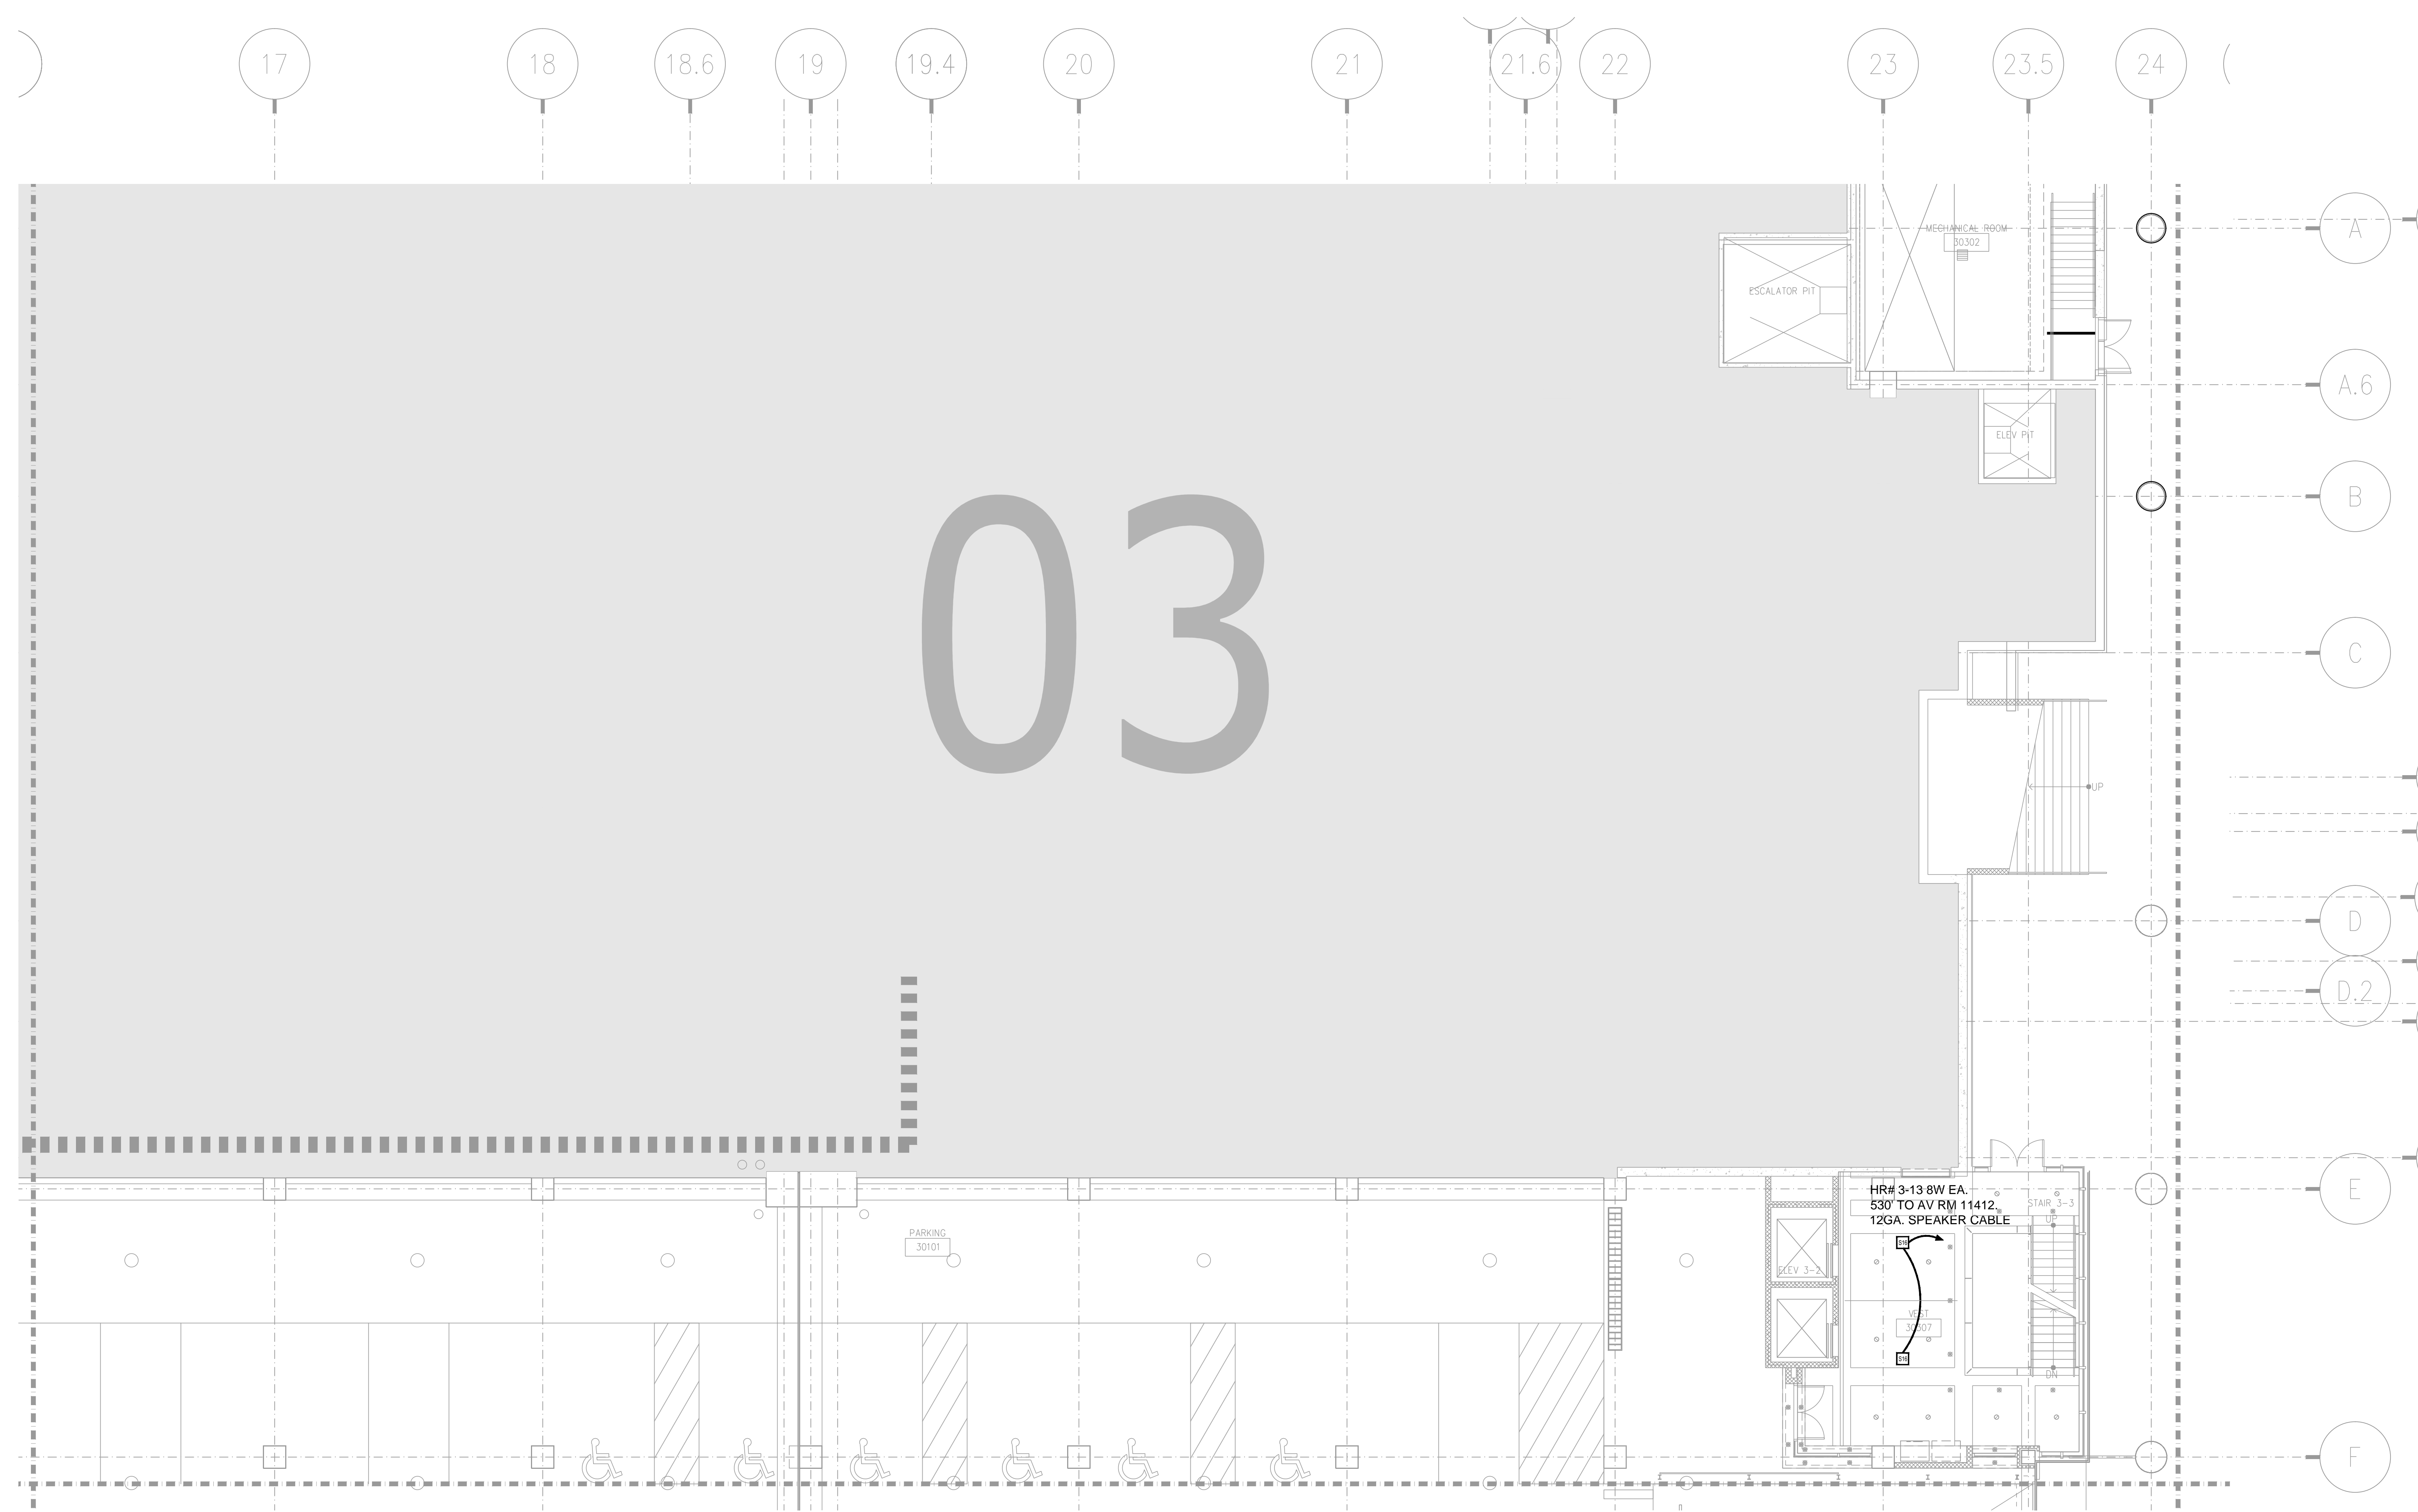 17
18
18.6
19
19.4
20
21
21.6
22
23
23.5
24
MECHANICAL ROOM
30302
A
ESCALATOR PIT
A.6
ELEV PIT
B
03
C
UP
D
D.2
E
HR# 3-13 8W EA.
530' TO AV RM 11412.
12GA. SPEAKER CABLE
STAIR 3-3
UP
PARKING
30101
S16
ELEV 3-2
VEST
30307
S16
DN
F